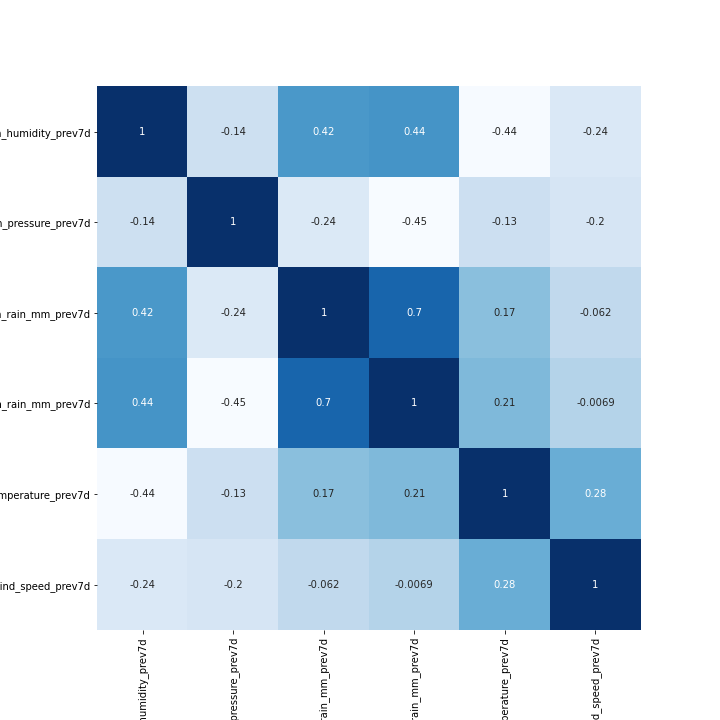 _humidity_prev7d 1 -0.14 0.42 0.44 -0.44 -0.24
_pressure_prev7d -0.14 1 -0.24 -0.45 -0.13 -0.2
_rain_mm_prev7d 0.42 -0.24 1 0.7 0.17 -0.062
_rain_mm_prev7d 0.44 -0.45 0.7 1 0.21 -0.0069
mperature_prev7d -0.44 -0.13 0.17 0.21 1 0.28
ind_speed_prev7d -0.24 -0.2 -0.062 -0.0069 0.28 1
humidity_prev7d
pressure_prev7d
rain_mm_prev7d
rain_mm_prev7d
perature_prev7d
d_speed_prev7d